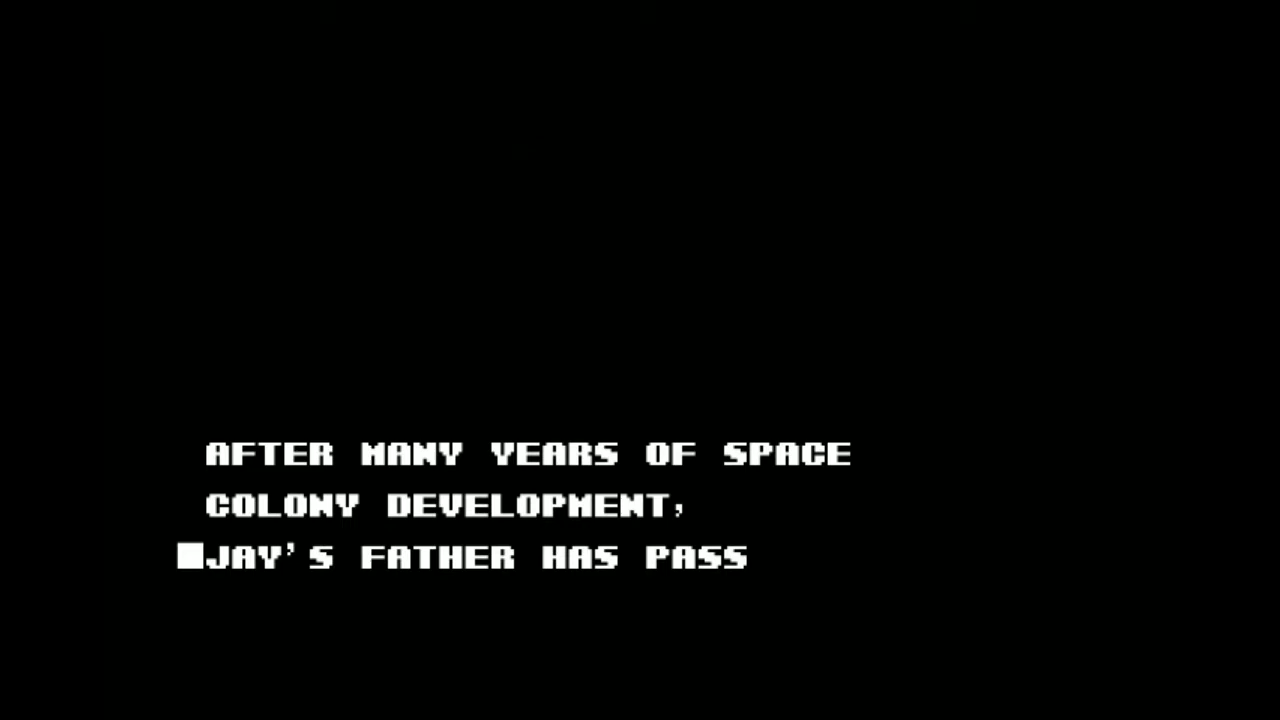 AFTER MANY YEARS OF SPACE
COLONY DEVELOPMENT,
JAY'S FATHER HAS PASS